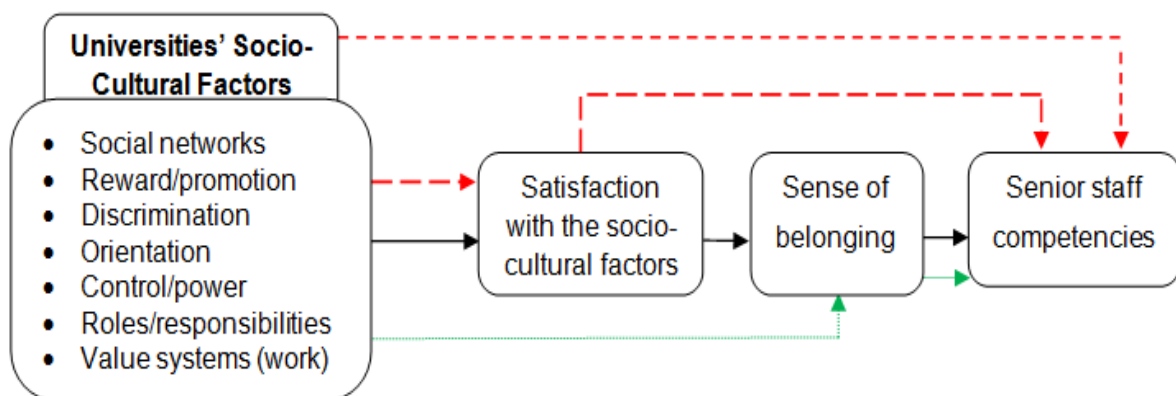 Universities’ Socio-
Cultural Factors
• Social networks
• Reward/promotion
• Discrimination
• Orientation
• Control/power
• Roles/responsibilities
• Value systems (work)
Satisfaction
with the socio-
cultural factors
Sense of
belonging
Senior staff
competencies